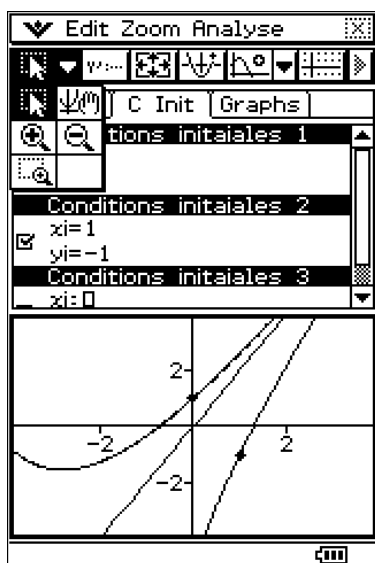 Edit Zoom Analyse
y':...
C Init Graphs
tions initaiales 1
Conditions initaiales 2
xi=1
yi=-1
Conditions initaiales 3
xi:
2
-2
2
-2